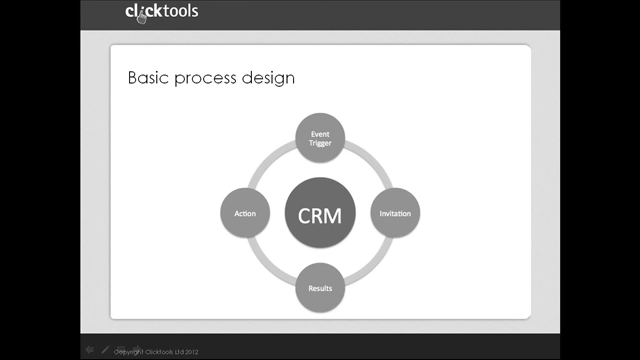 clicktools
Basic process design
Event
Trigger
Action
CRM
Invitation
Results
Copyright Clicktools Ltd 2012